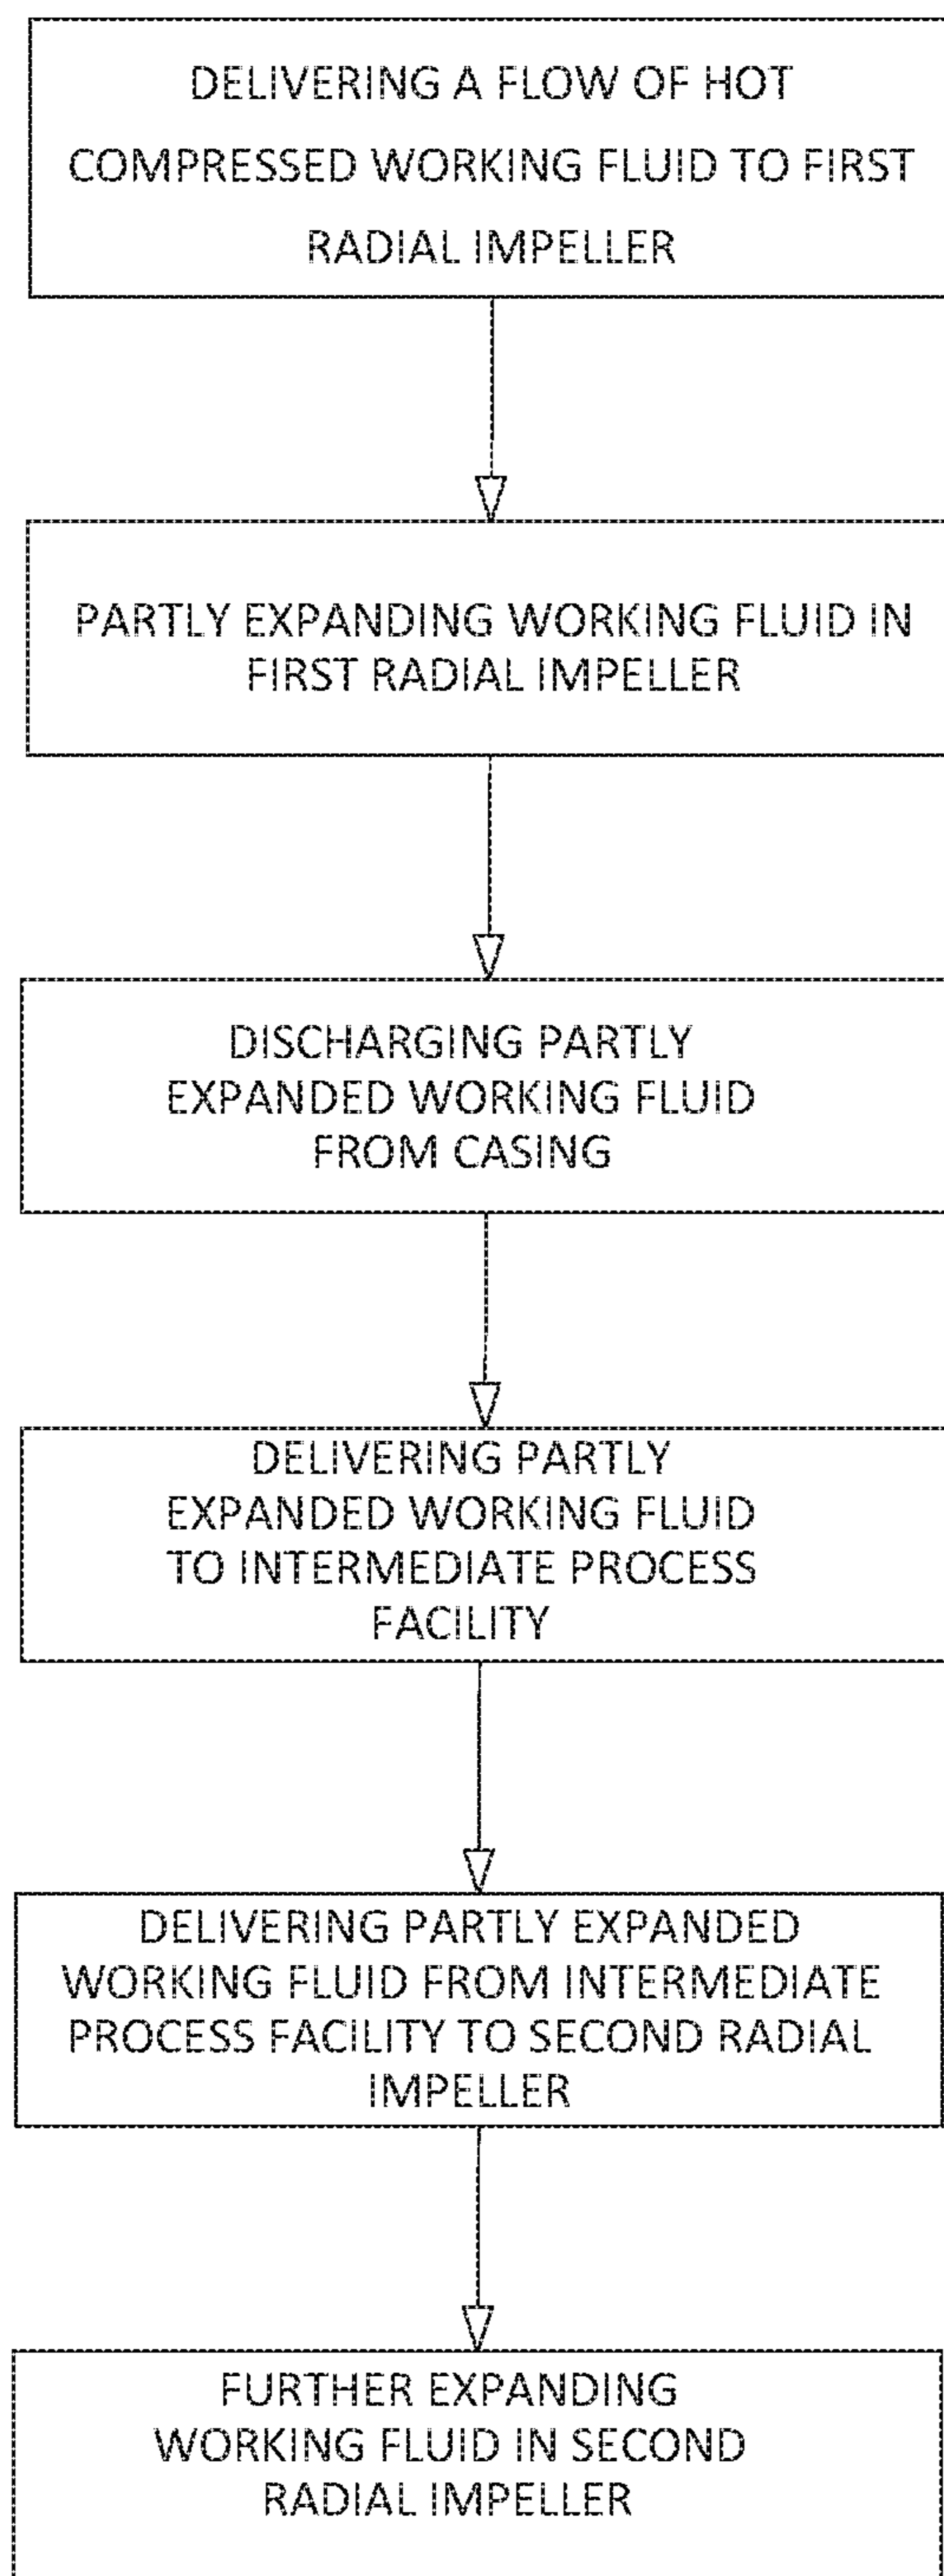 DELIVERING A FLOW OF HOT
COMPRESSED WORKING FLUID TO FIRST
RADIAL IMPELLER
PARTLY EXPANDING WORKING FLUID IN
FIRST RADIAL IMPELLER
DISCHARGING PARTLY
EXPANDED WORKING FLUID
FROM CASING
DELIVERING PARTLY
EXPANDED WORKING FLUID
TO INTERMEDIATE PROCESS
FACILITY
DELIVERING PARTLY EXPANDED
WORKING FLUID FROM INTERMEDIATE
PROCESS FACILITY TO SECOND RADIAL
IMPELLER
FURTHER EXPANDING
WORKING FLUID IN SECOND
RADIAL IMPELLER